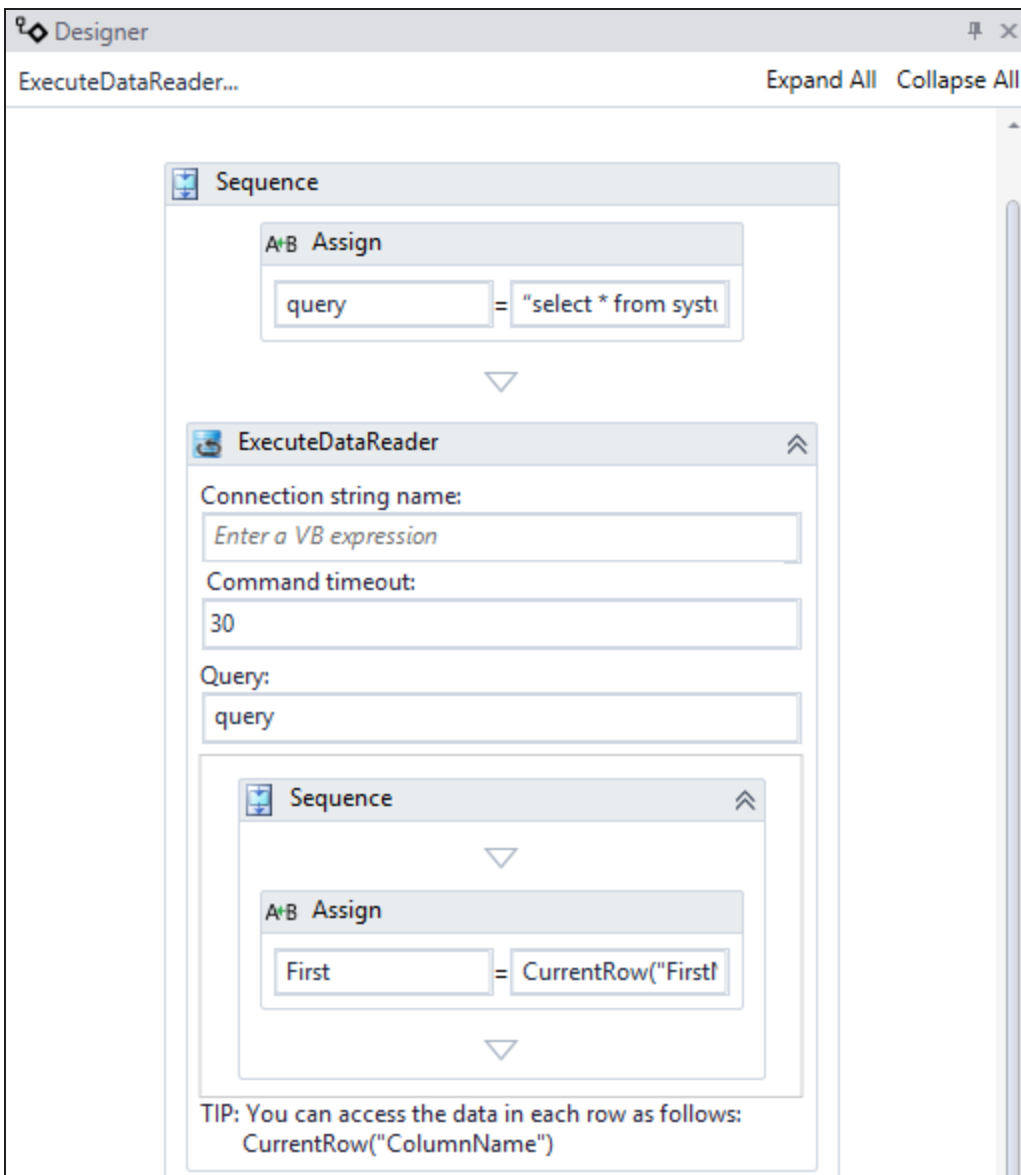 Designer
ExecuteDataReader... Expand All Collapse All
Sequence
A+B Assign
query = "select * from
ExecuteDataReader
Connection string name:
Enter a VB expression
Command timeout:
30
Query:
query
Sequence
A+B Assign
First = CurrentRow("First
TIP: You can access the data in each row as follows:
CurrentRow("ColumnName")